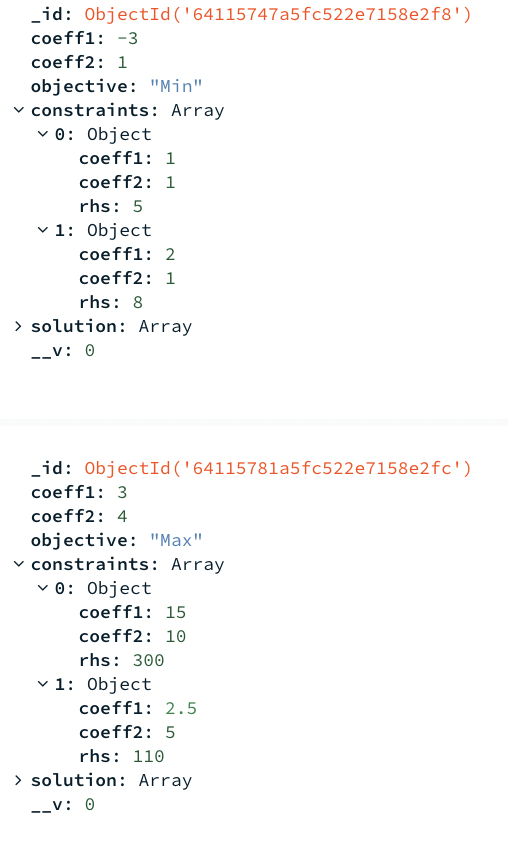 _id: ObjectId('64115747a5fc522e7158e2f8')
coeff1: -3
coeff2: 1
objective: "Min"
constraints: Array
0: Object
coeff1: 1
coeff2: 1
rhs: 5
1: Object
coeff1: 2
coeff2: 1
rhs: 8
solution: Array
__v: 0
_id: ObjectId('64115781a5fc522e7158e2fc')
coeff1: 3
coeff2: 4
objective: "Max"
constraints: Array
0: Object
coeff1: 15
coeff2: 10
rhs: 300
1: Object
coeff1: 2.5
coeff2: 5
rhs: 110
solution: Array
__v: 0